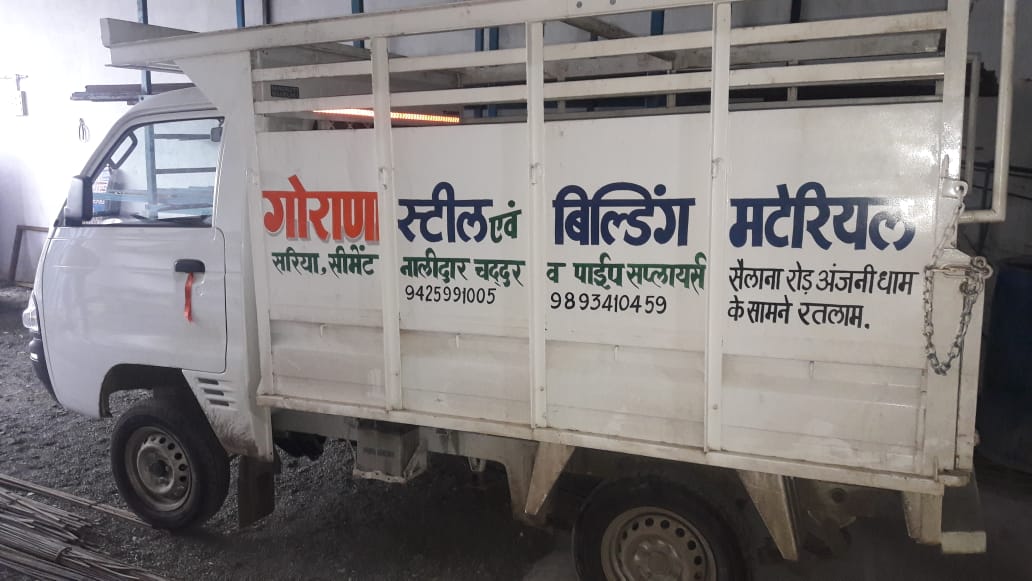 गोराणा स्टील एवं बिल्डिंग मटेरियल
सरिया, सीमेंट नालीदार चद्दर व पाईप सप्लायर्स
9425991005 9893410459
सैलाना रोड़ अंजनी धाम
के सामने रतलाम.